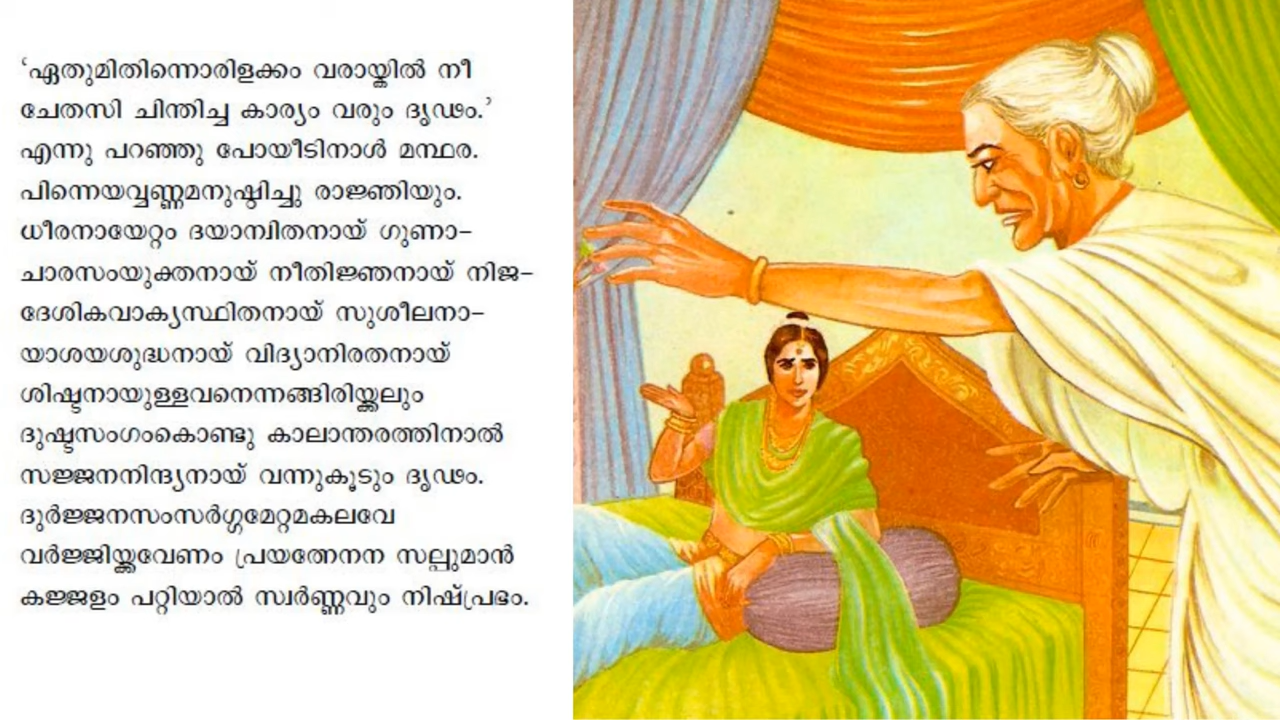 ‘ഏതുമിതിന്നൊരിളക്കം വരായ്കിൽ നീ
ചേതസി ചിന്തിച്ച കാര്യം വരും ദൃഢം.’
എന്നു പറഞ്ഞു പോയീടിനാൾ മന്ഥര.
പിന്നെയവ്വണ്ണമനുഷ്ഠിച്ചു രാജ്ഞിയും.
ധീരനായേറ്റം ദയാമ്പിതനായ് ഗുണാ–
ചാരസംയുക്തനായ് നീതിജ്ഞനായ് നിജ–
ദേശികവാക്യസ്ഥിതനായ് സുശീലനാ–
യാശയശുദ്ധനായ് വിദ്യാനിരതനായ്
ശിഷ്ടനായുള്ളവനെന്നങ്ങിരിയ്ക്കലും
ദുഷ്ടസംഗംകൊണ്ടു കാലാന്തരത്തിനാൽ
സജ്ജനനിന്ദ്യനായ് വന്നുകൂടും ദൃഢം.
ദുർജ്ജനസംസർഗ്ഗമേറ്റമകലവേ
വർജ്ജിയ്ക്കവേണം പ്രയത്നേനന സല്പുമാൻ
കജ്ജളം പറ്റിയാൽ സ്വർണ്ണവും നിഷ്പ്രഭം.